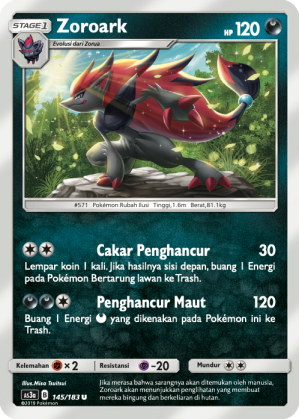 STAGE 1 Zoroark HP 120
Evolusi dari Zorua
#571 Pokémon Rubah Ilusi Tinggi,1.6m Berat,81.1kg
Cakar Penghancur 30
Lempar koin 1 kali. Jika hasilnya sisi depan, buang 1 Energi
pada Pokémon Bertarung lawan ke Trash.
Penghancur Maut 120
Buang 1 Energi yang dikenakan pada Pokémon ini ke Trash.
Kelemahan ×2 Resistansi -20 Mundur
Illus.Misa Tsutsui
AS3a D 145/183 U
©2019 Pokémon
Jika merasa bahwa sarangnya akan ditemukan oleh manusia,
Zoroark akan menunjukkan penglihatan yang membuat
mereka bingung dan berkeliaran di hutan.